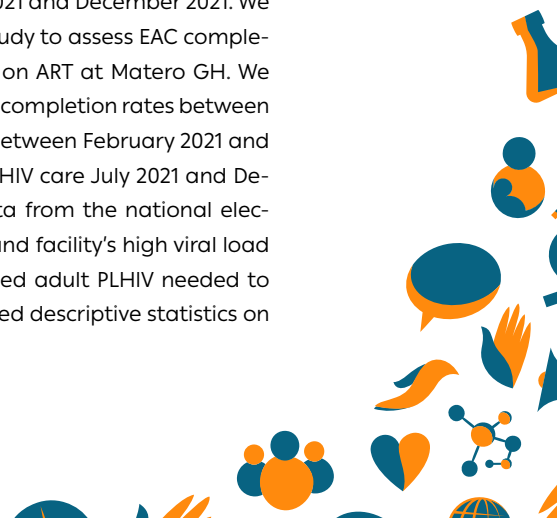 021 and December 2021. We
udy to assess EAC comple-
on ART at Matero GH. We
completion rates between
etween February 2021 and
HIV care July 2021 and De-
ta from the national elec-
nd facility's high viral load
ed adult PLHIV needed to
ed descriptive statistics on